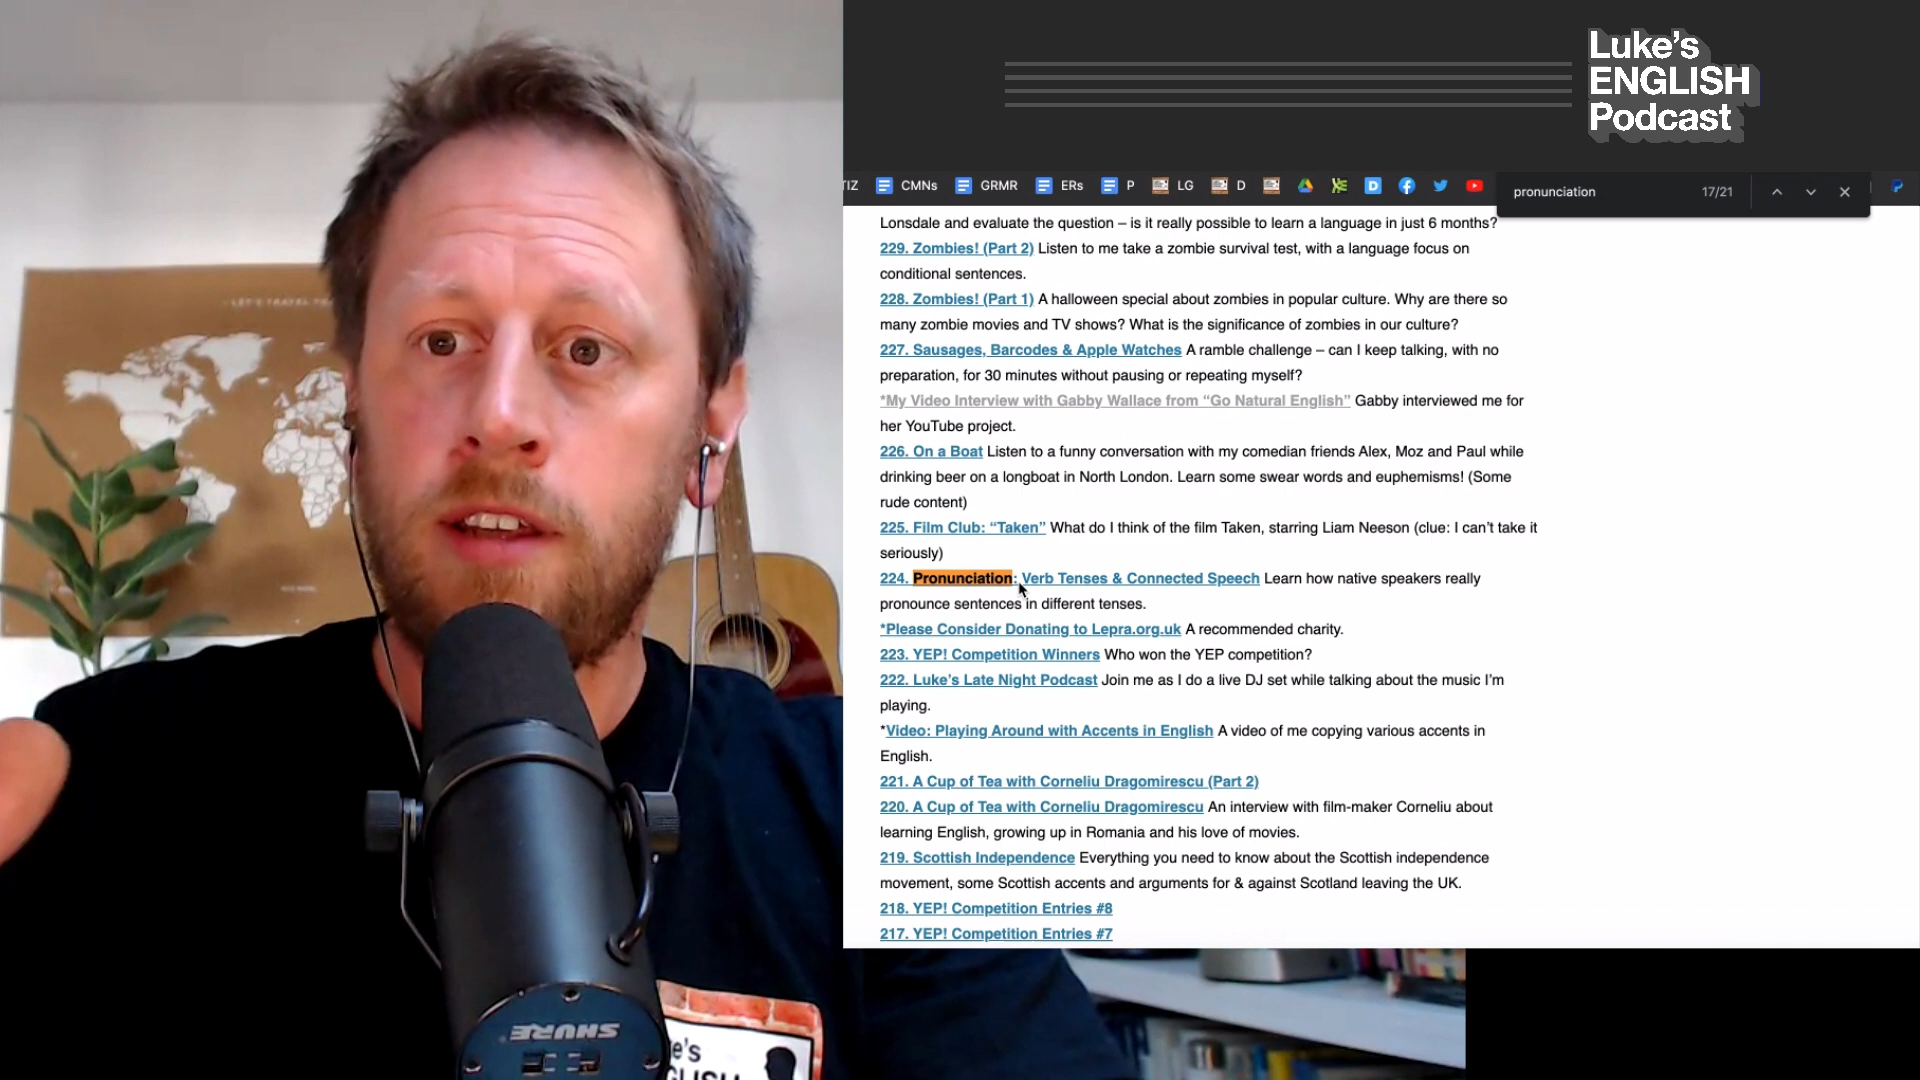 LET'S TRAVEL
Luke's
ENGLISH
Podcast
TIZ CMNs GRMR ERs P LG D
pronunciation 17/21
Lonsdale and evaluate the question – is it really possible to learn a language in just 6 months?
229. Zombies! (Part 2) Listen to me take a zombie survival test, with a language focus on
conditional sentences.
228. Zombies! (Part 1) A halloween special about zombies in popular culture. Why are there so
many zombie movies and TV shows? What is the significance of zombies in our culture?
227. Sausages, Barcodes & Apple Watches A ramble challenge – can I keep talking, with no
preparation, for 30 minutes without pausing or repeating myself?
*My Video Interview with Gabby Wallace from “Go Natural English” Gabby interviewed me for
her YouTube project.
226. On a Boat Listen to a funny conversation with my comedian friends Alex, Moz and Paul while
drinking beer on a longboat in North London. Learn some swear words and euphemisms! (Some
rude content)
225. Film Club: “Taken” What do I think of the film Taken, starring Liam Neeson (clue: I can’t take it
seriously)
224. Pronunciation: Verb Tenses & Connected Speech Learn how native speakers really
pronounce sentences in different tenses.
*Please Consider Donating to Lepra.org.uk A recommended charity.
223. YEP! Competition Winners Who won the YEP competition?
222. Luke’s Late Night Podcast Join me as I do a live DJ set while talking about the music I’m
playing.
*Video: Playing Around with Accents in English A video of me copying various accents in
English.
221. A Cup of Tea with Corneliu Dragomirescu (Part 2)
220. A Cup of Tea with Corneliu Dragomirescu An interview with film-maker Corneliu about
learning English, growing up in Romania and his love of movies.
219. Scottish Independence Everything you need to know about the Scottish independence
movement, some Scottish accents and arguments for & against Scotland leaving the UK.
218. YEP! Competition Entries #8
217. YEP! Competition Entries #7
SHURE
e's
GLISH